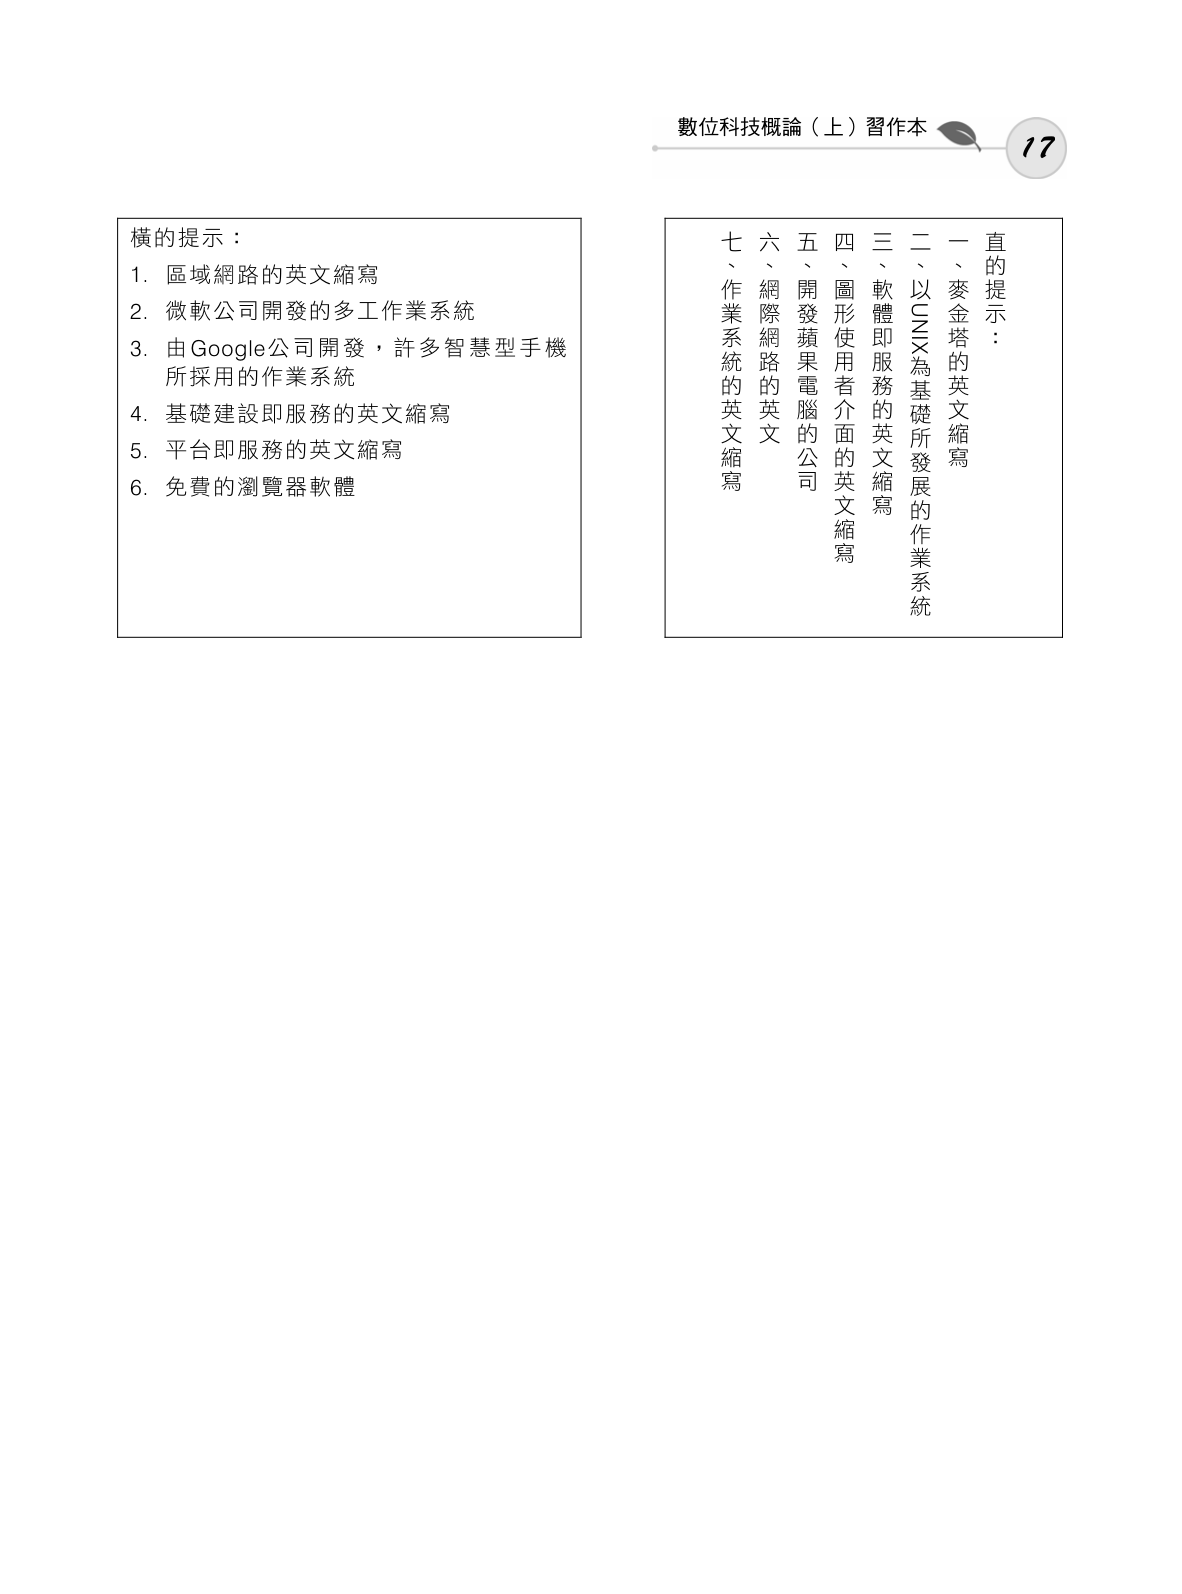 數位科技概論（上）習作本
17
橫的提示：
1. 區域網路的英文縮寫
2. 微軟公司開發的多工作業系統
3. 由Google公司開發，許多智慧型手機
所採用的作業系統
4. 基礎建設即服務的英文縮寫
5. 平台即服務的英文縮寫
6. 免費的瀏覽器軟體
直的提示：
一、麥金塔的英文縮寫
二、以UNIX為基礎所發展的作業系統
三、軟體即服務的英文縮寫
四、圖形使用者介面的英文縮寫
五、開發蘋果電腦的公司
六、網際網路的英文
七、作業系統的英文縮寫